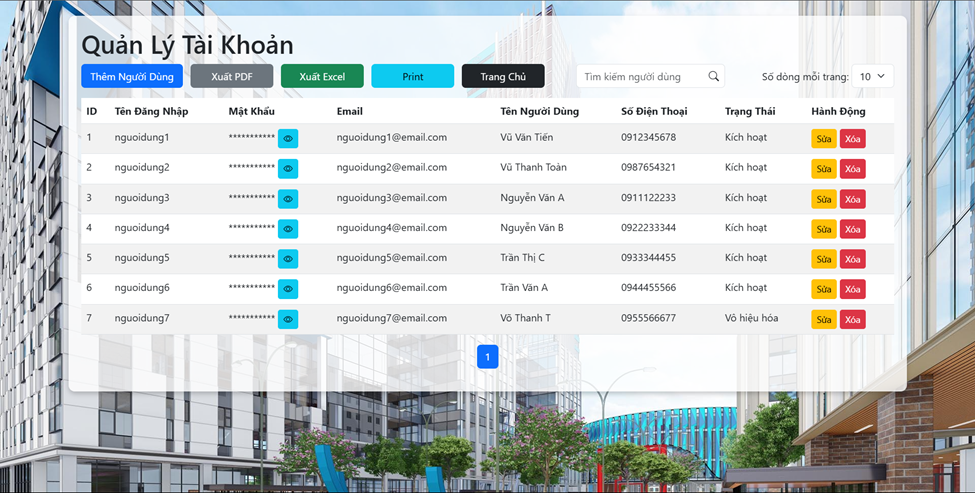 Quản Lý Tài Khoản
Thêm Người Dùng Xuất PDF Xuất Excel Print Trang Chủ Tìm kiếm người dùng Số dòng mỗi trang: 10
ID Tên Đăng Nhập Mật Khẩu Email Tên Người Dùng Số Điện Thoại Trạng Thái Hành Động
1 nguoidung1 *********** nguoidung1@email.com Vũ Văn Tiến 0912345678 Kích hoạt Sửa Xóa
2 nguoidung2 *********** nguoidung2@email.com Vũ Thanh Toán 0987654321 Kích hoạt Sửa Xóa
3 nguoidung3 *********** nguoidung3@email.com Nguyễn Văn A 0911122233 Kích hoạt Sửa Xóa
4 nguoidung4 *********** nguoidung4@email.com Nguyễn Văn B 0922233344 Kích hoạt Sửa Xóa
5 nguoidung5 *********** nguoidung5@email.com Trần Thị C 0933344455 Kích hoạt Sửa Xóa
6 nguoidung6 *********** nguoidung6@email.com Trần Văn A 0944455566 Kích hoạt Sửa Xóa
7 nguoidung7 *********** nguoidung7@email.com Võ Thanh T 0955566677 Vô hiệu hóa Sửa Xóa
1